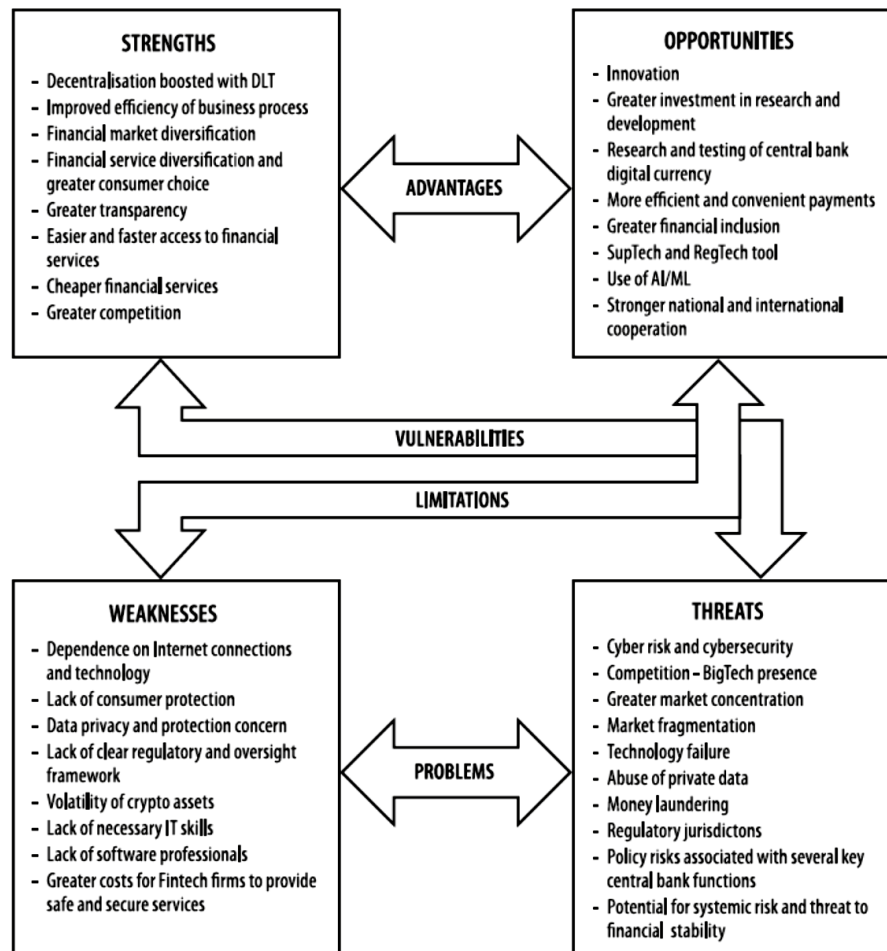 STRENGTHS
- Decentralisation boosted with DLT
- Improved efficiency of business process
- Financial market diversification
- Financial service diversification and
greater consumer choice
- Greater transparency
- Easier and faster access to financial
services
- Cheaper financial services
- Greater competition
OPPORTUNITIES
- Innovation
- Greater investment in research and
development
- Research and testing of central bank
digital currency
- More efficient and convenient payments
- Greater financial inclusion
- SupTech and RegTech tool
- Use of AI/ML
- Stronger national and international
cooperation
ADVANTAGES
VULNERABILITIES
LIMITATIONS
WEAKNESSES
- Dependence on Internet connections
and technology
- Lack of consumer protection
- Data privacy and protection concern
- Lack of clear regulatory and oversight
framework
- Volatility of crypto assets
- Lack of necessary IT skills
- Lack of software professionals
- Greater costs for Fintech firms to provide
safe and secure services
PROBLEMS
THREATS
- Cyber risk and cybersecurity
- Competition – BigTech presence
- Greater market concentration
- Market fragmentation
- Technology failure
- Abuse of private data
- Money laundering
- Regulatory jurisdictons
- Policy risks associated with several key
central bank functions
- Potential for systemic risk and threat to
financial stability